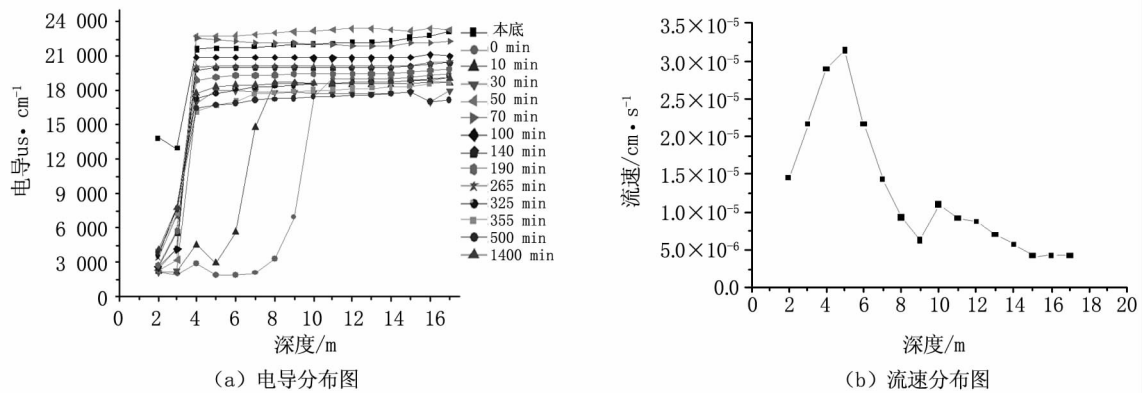 24 000
21 000
18 000
15 000
12 000
9 000
6 000
3 000
0
电导us· cm⁻¹
0 2 4 6 8 10 12 14 16
深度/m
本底
0 min
10 min
30 min
50 min
70 min
100 min
140 min
190 min
265 min
325 min
355 min
500 min
1400 min
(a) 电导分布图
3.5×10⁻⁵
3.0×10⁻⁵
2.5×10⁻⁵
2.0×10⁻⁵
1.5×10⁻⁵
1.0×10⁻⁵
5.0×10⁻⁶
0.0
流速/cm·s⁻¹
0 2 4 6 8 10 12 14 16 18 20
深度/m
(b) 流速分布图